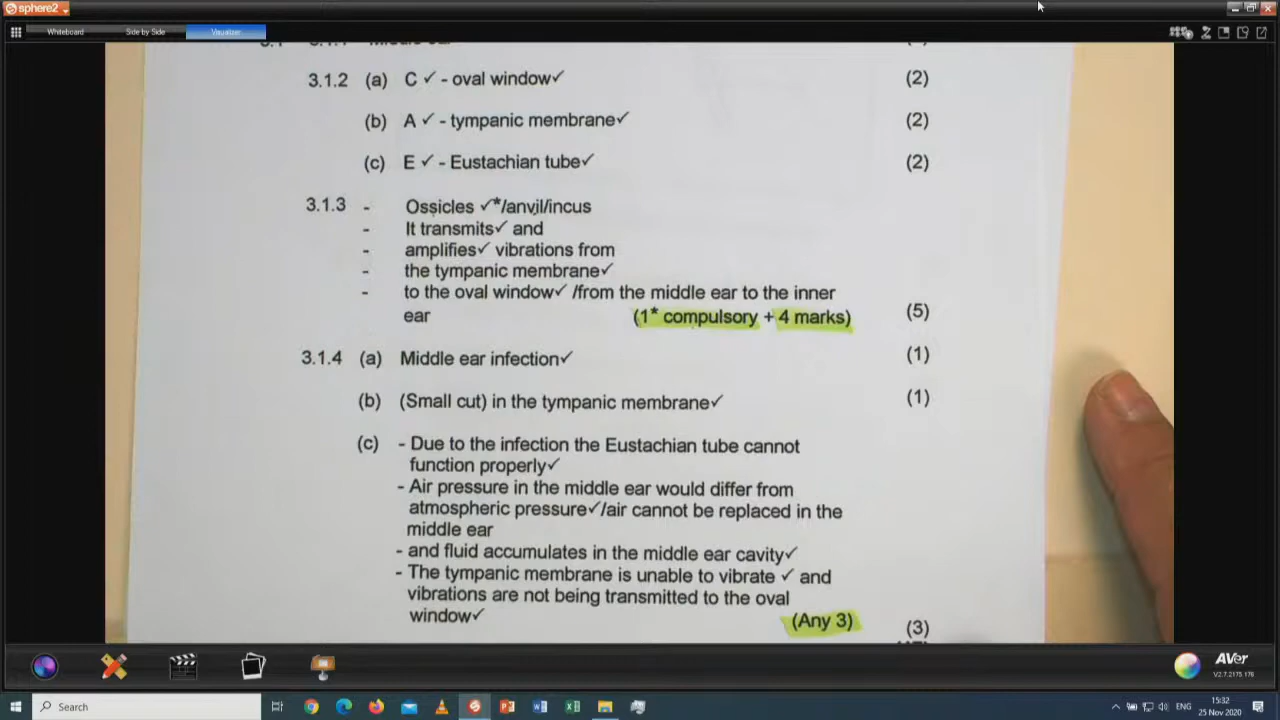 sphere2
Whiteboard Side by Side Visualizer
3.1.2 (a) C ✓ - oval window✓ (2)
(b) A ✓ - tympanic membrane✓ (2)
(c) E ✓ - Eustachian tube✓ (2)
3.1.3 - Ossicles ✓*/anvil/incus
- It transmits✓ and
- amplifies✓ vibrations from
- the tympanic membrane✓
- to the oval window✓ /from the middle ear to the inner
ear (1* compulsory + 4 marks) (5)
3.1.4 (a) Middle ear infection✓ (1)
(b) (Small cut) in the tympanic membrane✓ (1)
(c) - Due to the infection the Eustachian tube cannot
function properly✓
- Air pressure in the middle ear would differ from
atmospheric pressure✓/air cannot be replaced in the
middle ear
- and fluid accumulates in the middle ear cavity✓
- The tympanic membrane is unable to vibrate ✓ and
vibrations are not being transmitted to the oval
window✓ (Any 3) (3)
AVer
V2.7.2175.176
Search
ENG
15:32
25 Nov 2020